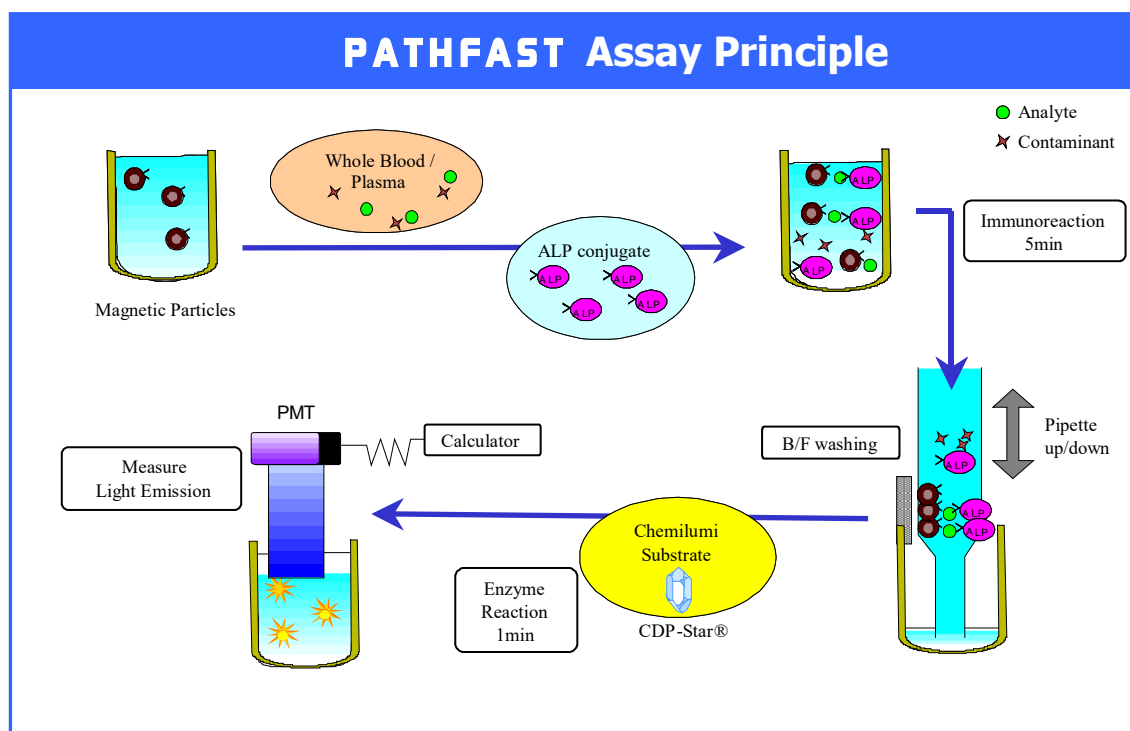 PATHFAST Assay Principle
Analyte
Contaminant
Whole Blood /
Plasma
ALP conjugate
ALP
ALP
ALP
ALP
Magnetic Particles
ALP
ALP
ALP
Immunoreaction
5min
Pipette
up/down
B/F washing
ALP
ALP
ALP
Chemilumi
Substrate
CDP-Star®
Enzyme
Reaction
1min
PMT
Calculator
Measure
Light Emission